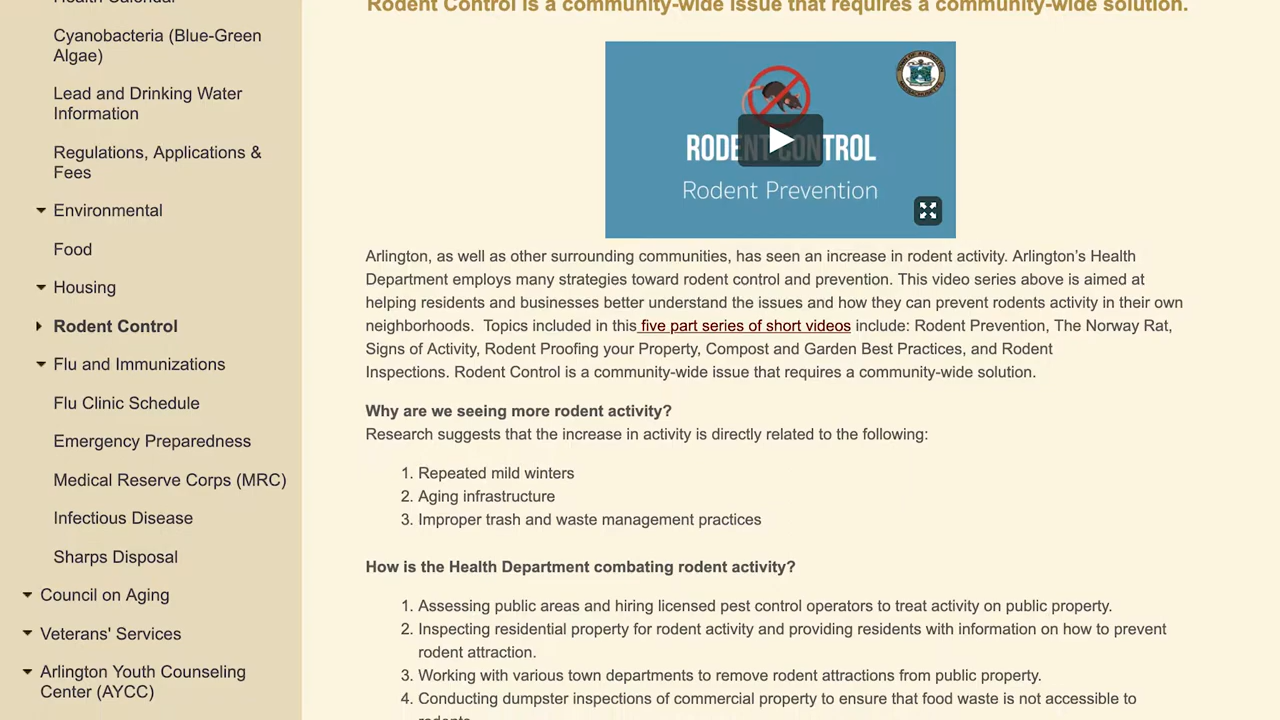 Health Calendar
Cyanobacteria (Blue-Green
Algae)
Lead and Drinking Water
Information
Regulations, Applications &
Fees
Environmental
Food
Housing
Rodent Control
Flu and Immunizations
Flu Clinic Schedule
Emergency Preparedness
Medical Reserve Corps (MRC)
Infectious Disease
Sharps Disposal
Council on Aging
Veterans' Services
Arlington Youth Counseling
Center (AYCC)
Rodent Control is a community-wide issue that requires a community-wide solution.
RODENT CONTROL
Rodent Prevention
Arlington, as well as other surrounding communities, has seen an increase in rodent activity. Arlington's Health
Department employs many strategies toward rodent control and prevention. This video series above is aimed at
helping residents and businesses better understand the issues and how they can prevent rodents activity in their own
neighborhoods. Topics included in this five part series of short videos include: Rodent Prevention, The Norway Rat,
Signs of Activity, Rodent Proofing your Property, Compost and Garden Best Practices, and Rodent
Inspections. Rodent Control is a community-wide issue that requires a community-wide solution.
Why are we seeing more rodent activity?
Research suggests that the increase in activity is directly related to the following:
1. Repeated mild winters
2. Aging infrastructure
3. Improper trash and waste management practices
How is the Health Department combating rodent activity?
1. Assessing public areas and hiring licensed pest control operators to treat activity on public property.
2. Inspecting residential property for rodent activity and providing residents with information on how to prevent
rodent attraction.
3. Working with various town departments to remove rodent attractions from public property.
4. Conducting dumpster inspections of commercial property to ensure that food waste is not accessible to
rodents.